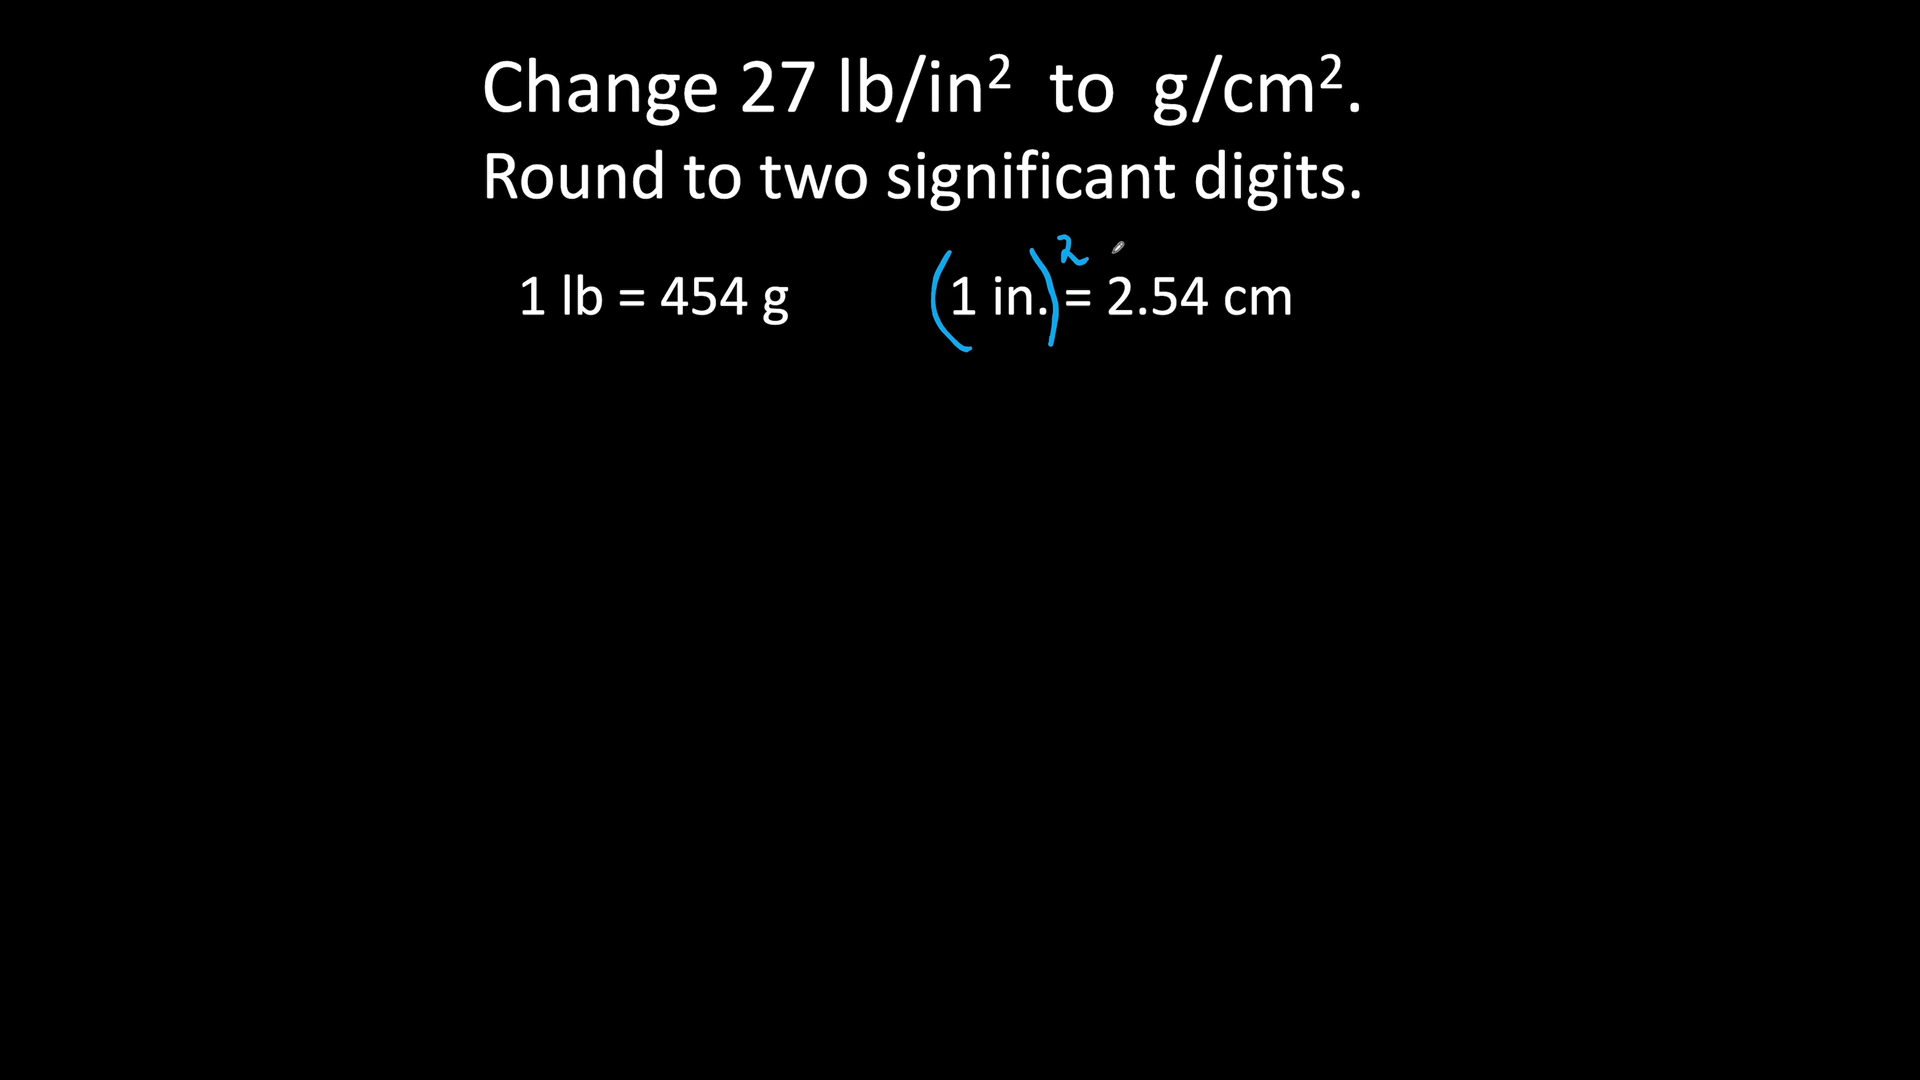 Change 27 lb/in² to g/cm².
Round to two significant digits.
1 lb = 454 g (1 in.)² = 2.54 cm